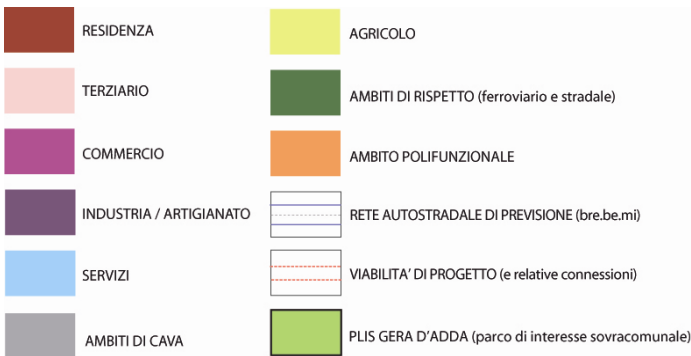 RESIDENZA
TERZIARIO
COMMERCIO
INDUSTRIA / ARTIGIANATO
SERVIZI
AMBITI DI CAVA
AGRICOLO
AMBITI DI RISPETTO (ferroviario e stradale)
AMBITO POLIFUNZIONALE
RETE AUTOSTRADALE DI PREVISIONE (bre.be.mi)
VIABILITA' DI PROGETTO (e relative connessioni)
PLIS GERA D'ADDA (parco di interesse sovracomunale)